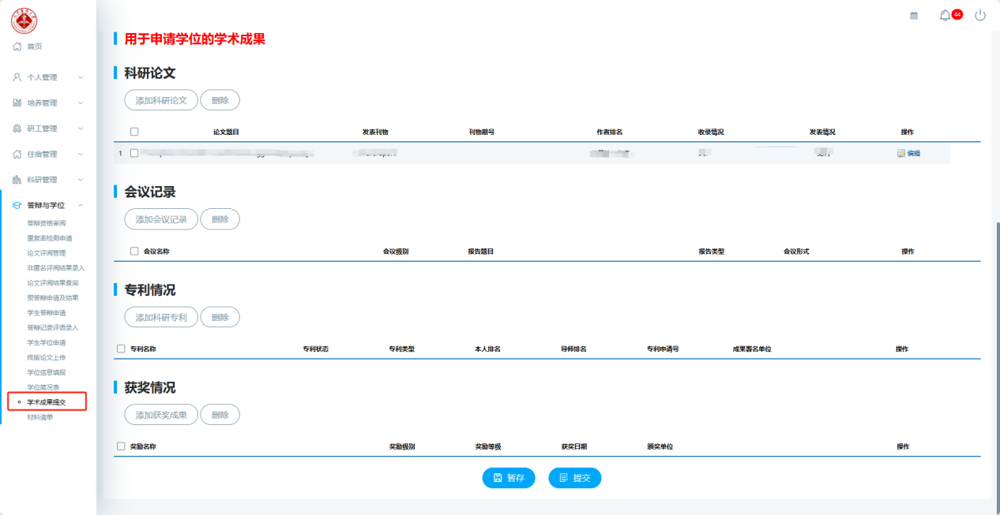 44
首页
个人管理
培养管理
研工管理
住宿管理
科研管理
答辩与学位
答辩资格审阅
重复率检测申请
论文评阅管理
非匿名评阅结果录入
论文评阅结果查询
预答辩申请及结果
学生答辩申请
答辩记录评语录入
学生学位申请
终版论文上传
学位信息填报
学位简况表
学术成果提交
材料清单
用于申请学位的学术成果
科研论文
添加科研论文 删除
论文题目 发表刊物 刊物期号 作者排名 收录情况 发表情况 操作
1 编辑
会议记录
添加会议记录 删除
会议名称 会议级别 报告题目 报告类型 会议形式 操作
专利情况
添加科研专利 删除
专利名称 专利状态 专利类型 本人排名 导师排名 专利申请号 成果署名单位 操作
获奖情况
添加获奖成果 删除
奖励名称 奖励级别 奖励等级 获奖日期 颁奖单位 操作
暂存 提交